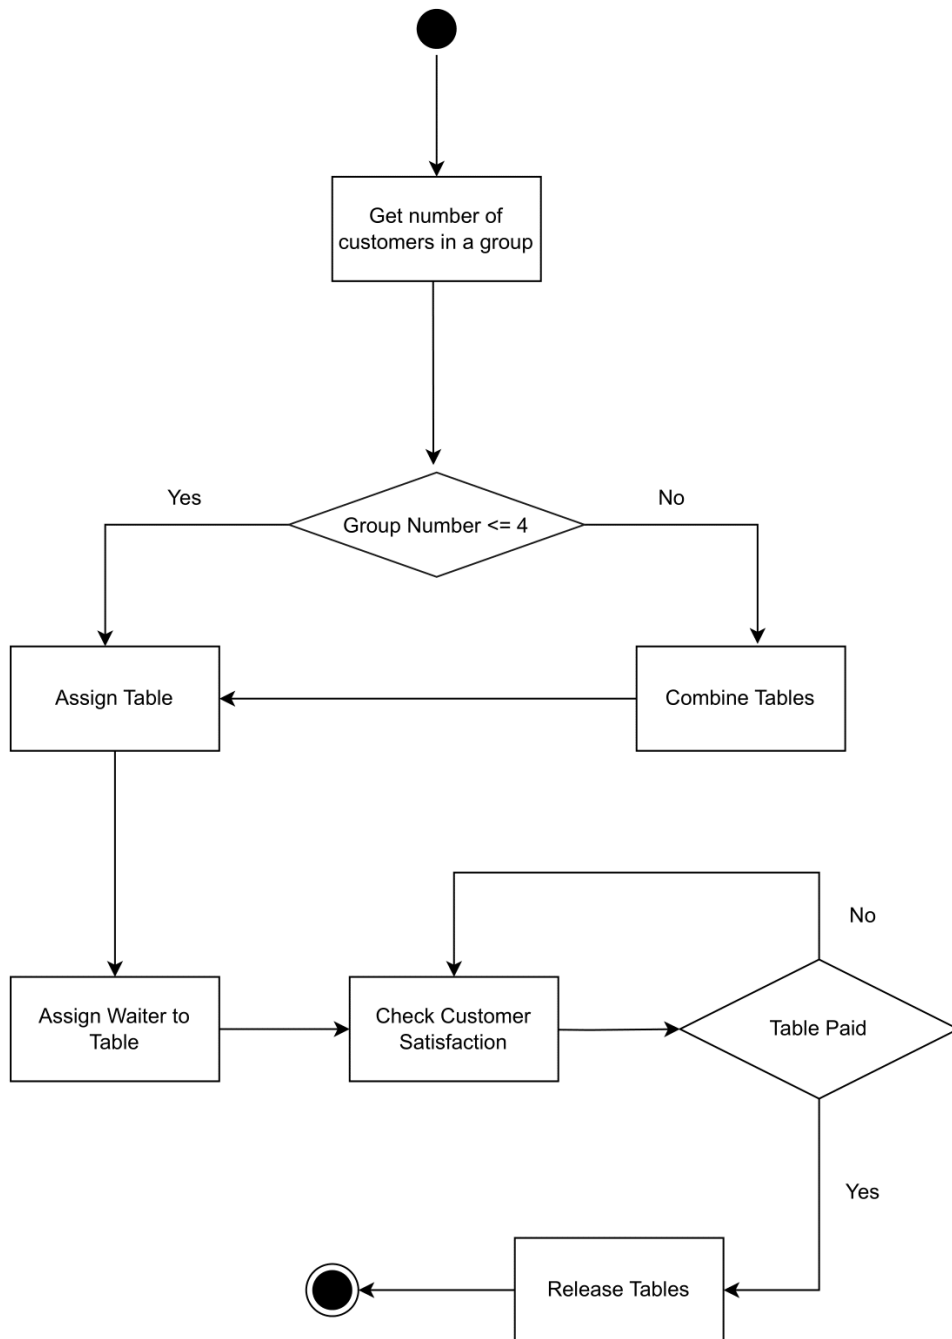 Get number of
customers in a group
Yes
No
Group Number <= 4
Assign Table
Combine Tables
No
Assign Waiter to
Table
Check Customer
Satisfaction
Table Paid
Yes
Release Tables